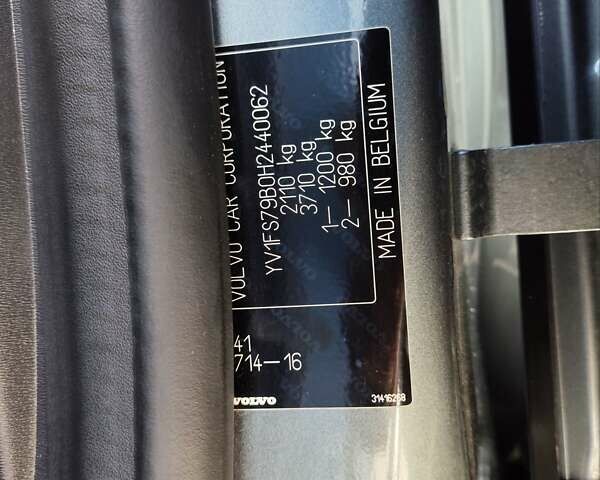 VOLVO CAR CORPORATION
YV1FS79B0H2440062
2110 kg
3710 kg
1— 1200 kg
2— 980 kg
MADE IN BELGIUM
41
714—16
VOLVO
31416268